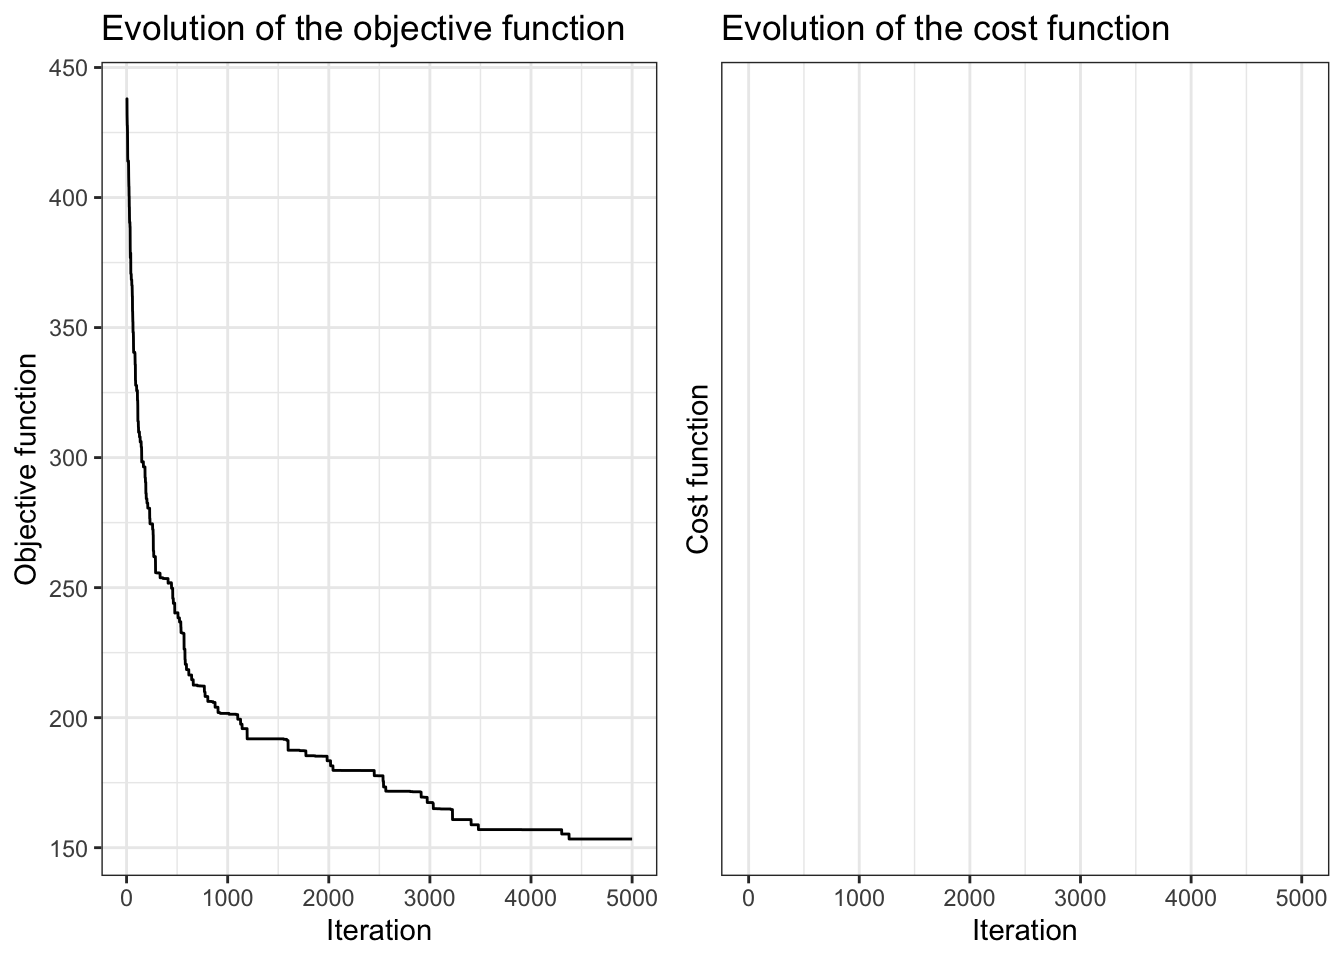 Evolution of the objective function
Objective function
450
400
350
300
250
200
150
0 1000 2000 3000 4000 5000
Iteration
Evolution of the cost function
Cost function
0 1000 2000 3000 4000 5000
Iteration